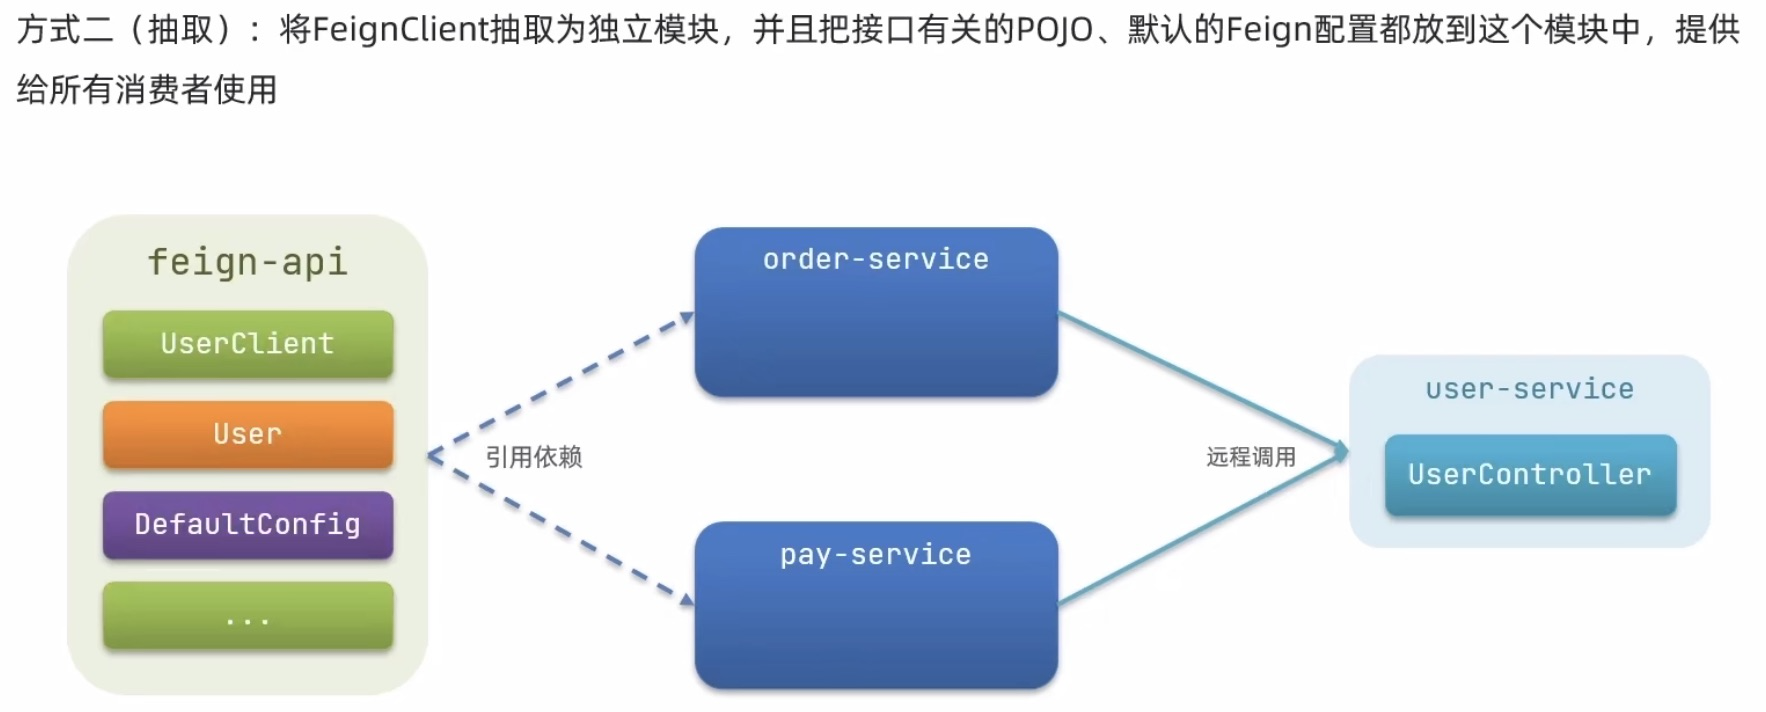 方式二（抽取）：将FeignClient抽取为独立模块，并且把接口有关的POJO、默认的Feign配置都放到这个模块中，提供
给所有消费者使用
feign-api
UserClient
User
DefaultConfig
...
引用依赖
order-service
pay-service
远程调用
user-service
UserController